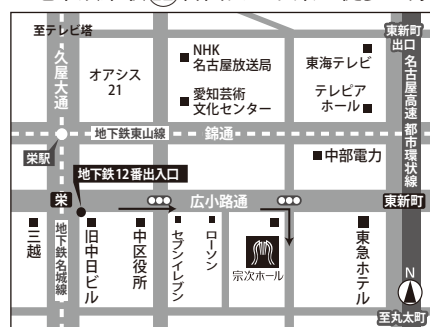 至テレビ塔
久屋大通
オアシス
21
NHK
名古屋放送局
愛知芸術
文化センター
東海テレビ
テレピア
ホール
東新町
出口
名古屋高速 都市環状線
地下鉄東山線
錦通
栄駅
中部電力
地下鉄12番出入口
栄
広小路通
東新町
三越
地下鉄名城線
旧中日ビル
中区役所
セブンイレブン
ローソン
宗次ホール
東急ホテル
N
至丸太町